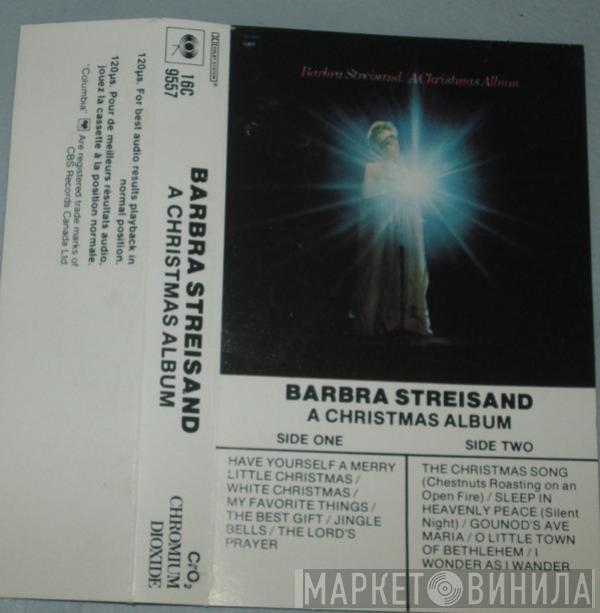 120µs. For best audio results playback in
normal position.
120µs. Pour de meilleurs résultats audio,
jouez la cassette à la position normale.
"Columbia" Are registered trade marks of
CBS Records Canada Ltd.
16C
9557
BARBRA STREISAND
A CHRISTMAS ALBUM
CrO2
CHROMIUM
DIOXIDE
Barbra Streisand A Christmas Album
BARBRA STREISAND
A CHRISTMAS ALBUM
SIDE ONE
HAVE YOURSELF A MERRY
LITTLE CHRISTMAS /
WHITE CHRISTMAS /
MY FAVORITE THINGS /
THE BEST GIFT / JINGLE
BELLS / THE LORD'S
PRAYER
SIDE TWO
THE CHRISTMAS SONG
(Chestnuts Roasting on an
Open Fire) / SLEEP IN
HEAVENLY PEACE (Silent
Night) / GOUNOD'S AVE
MARIA / O LITTLE TOWN
OF BETHLEHEM / I
WONDER AS I WANDER
МАРКЕТ ВИНИЛА